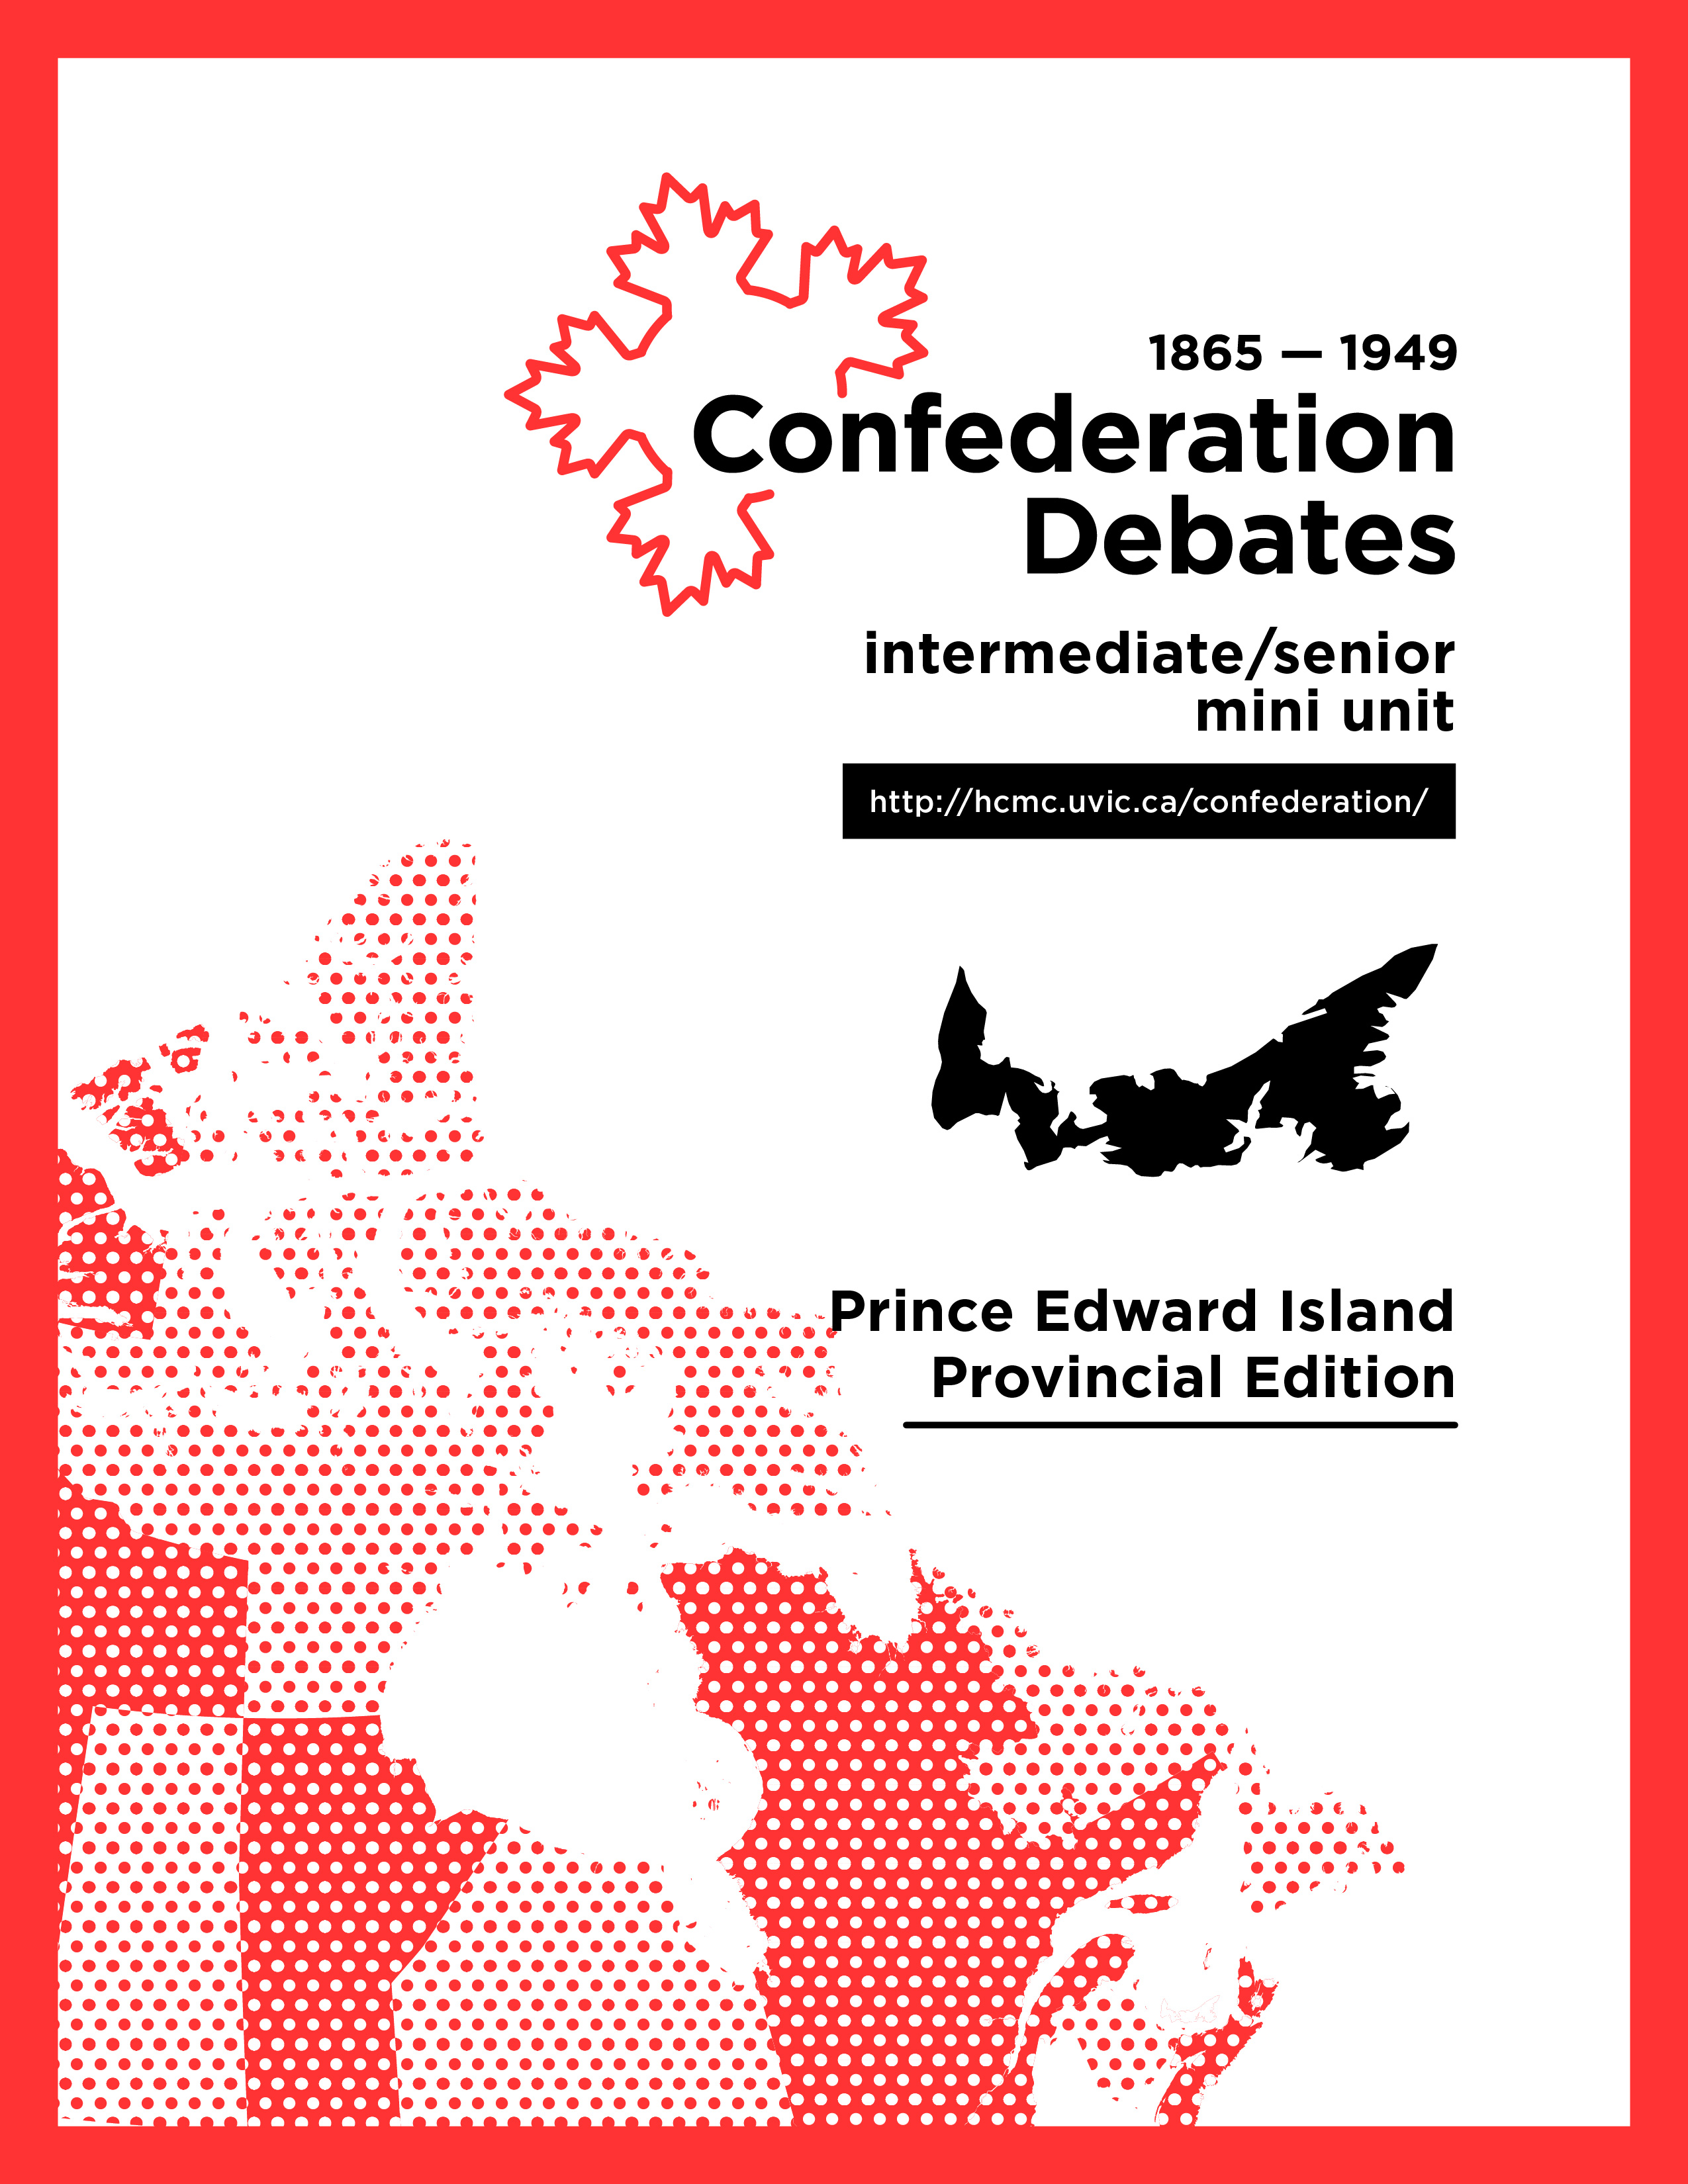 1865 — 1949
Confederation
Debates
intermediate/senior
mini unit
http://hcmc.uvic.ca/confederation/
Prince Edward Island
Provincial Edition